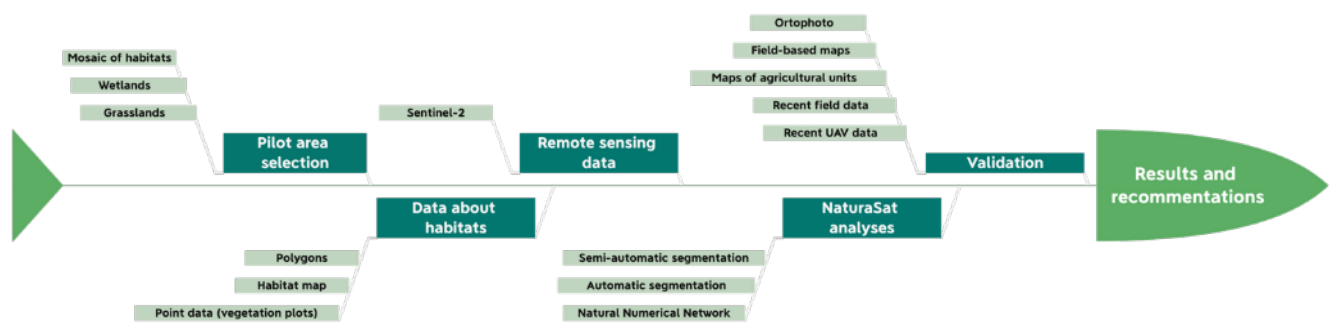 Mosaic of habitats
Wetlands
Grasslands
Pilot area
selection
Sentinel-2
Remote sensing
data
Ortophoto
Field-based maps
Maps of agricultural units
Recent field data
Recent UAV data
Validation
Results and
recommentations
Data about
habitats
Polygons
Habitat map
Point data (vegetation plots)
NaturaSat
analyses
Semi-automatic segmentation
Automatic segmentation
Natural Numerical Network